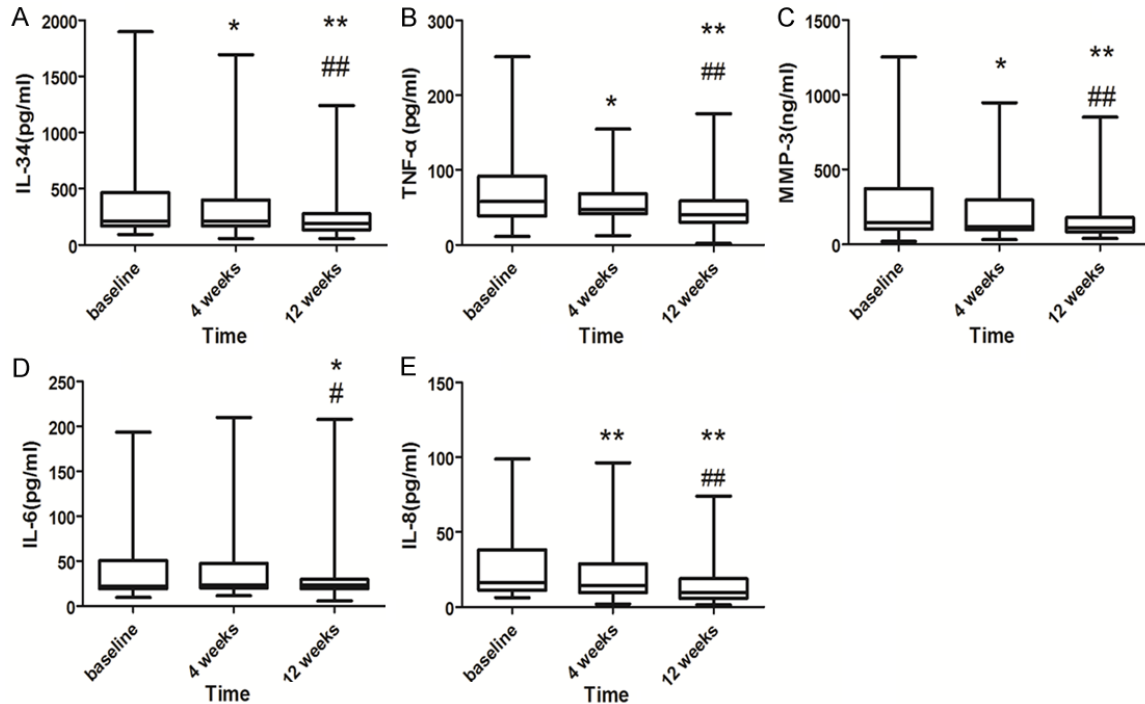 A
IL-34(pg/ml)
2000
1500
1000
500
0
*
**
##
baseline
4 weeks
12 weeks
Time
B
TNF-α (pg/ml)
300
200
100
0
*
**
##
baseline
4 weeks
12 weeks
Time
C
MMP-3(ng/ml)
1500
1000
500
0
*
**
##
baseline
4 weeks
12 weeks
Time
D
IL-6(pg/ml)
250
200
150
100
50
0
*
#
baseline
4 weeks
12 weeks
Time
E
IL-8(pg/ml)
150
100
50
0
**
**
##
baseline
4 weeks
12 weeks
Time